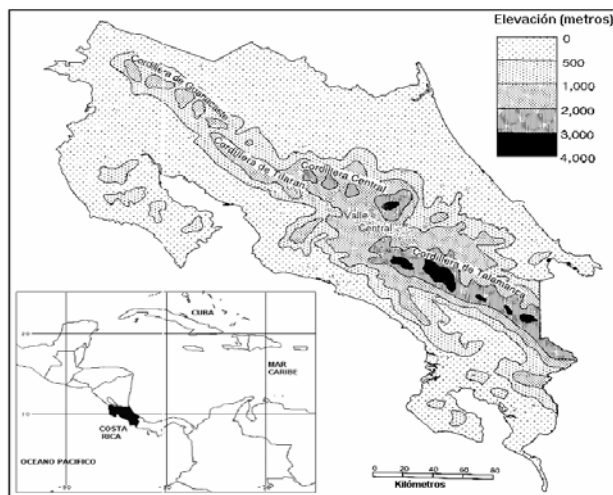 Elevación (metros)
0
500
1,000
2,000
3,000
4,000
Cordillera de Guanacaste
Cordillera de Tilaran
Cordillera Central
Valle
Central
Cordillera de Talamanca
CUBA
MAR
CARIBE
COSTA
RICA
OCEANO PACIFICO
0 20 40 60 80
Kilómetros